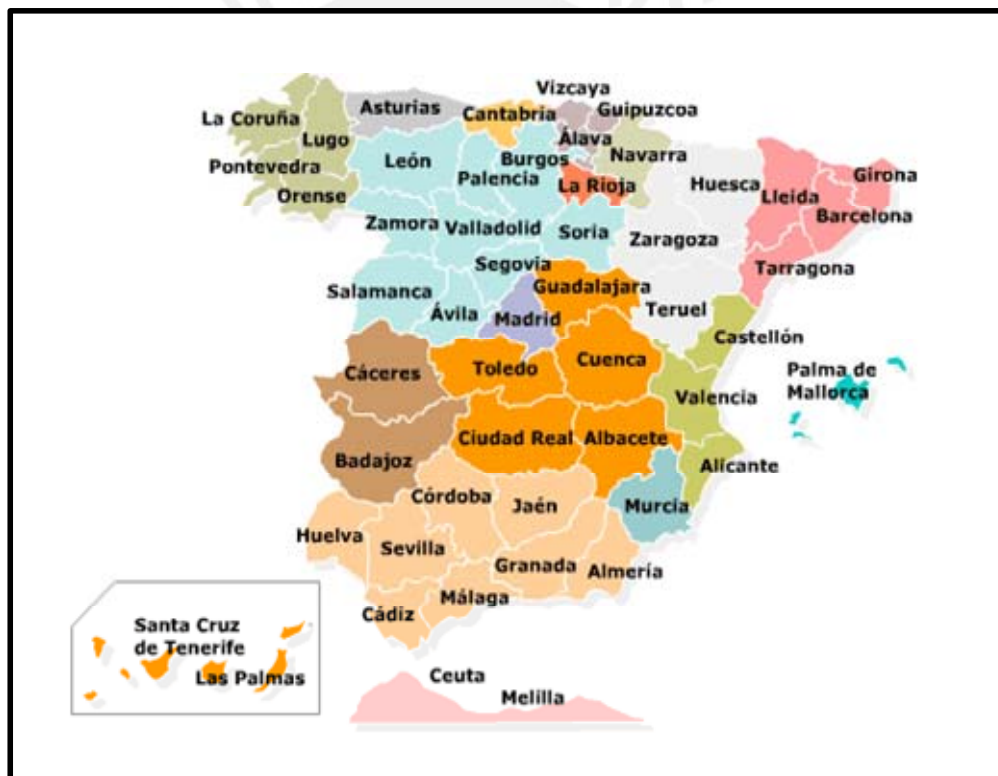 Vizcaya
Asturias
Cantabria
Guipuzcoa
La Coruña
Lugo
Álava
Navarra
Pontevedra
León
Burgos
Palencia
La Rioja
Huesca
Girona
Orense
Lleida
Barcelona
Zamora
Valladolid
Soria
Zaragoza
Segovia
Tarragona
Salamanca
Ávila
Guadalajara
Madrid
Teruel
Castellón
Cáceres
Toledo
Cuenca
Palma de
Mallorca
Valencia
Badajoz
Ciudad Real
Albacete
Alicante
Córdoba
Jaén
Murcia
Huelva
Sevilla
Granada
Almería
Cádiz
Málaga
Santa Cruz
de Tenerife
Las Palmas
Ceuta
Melilla